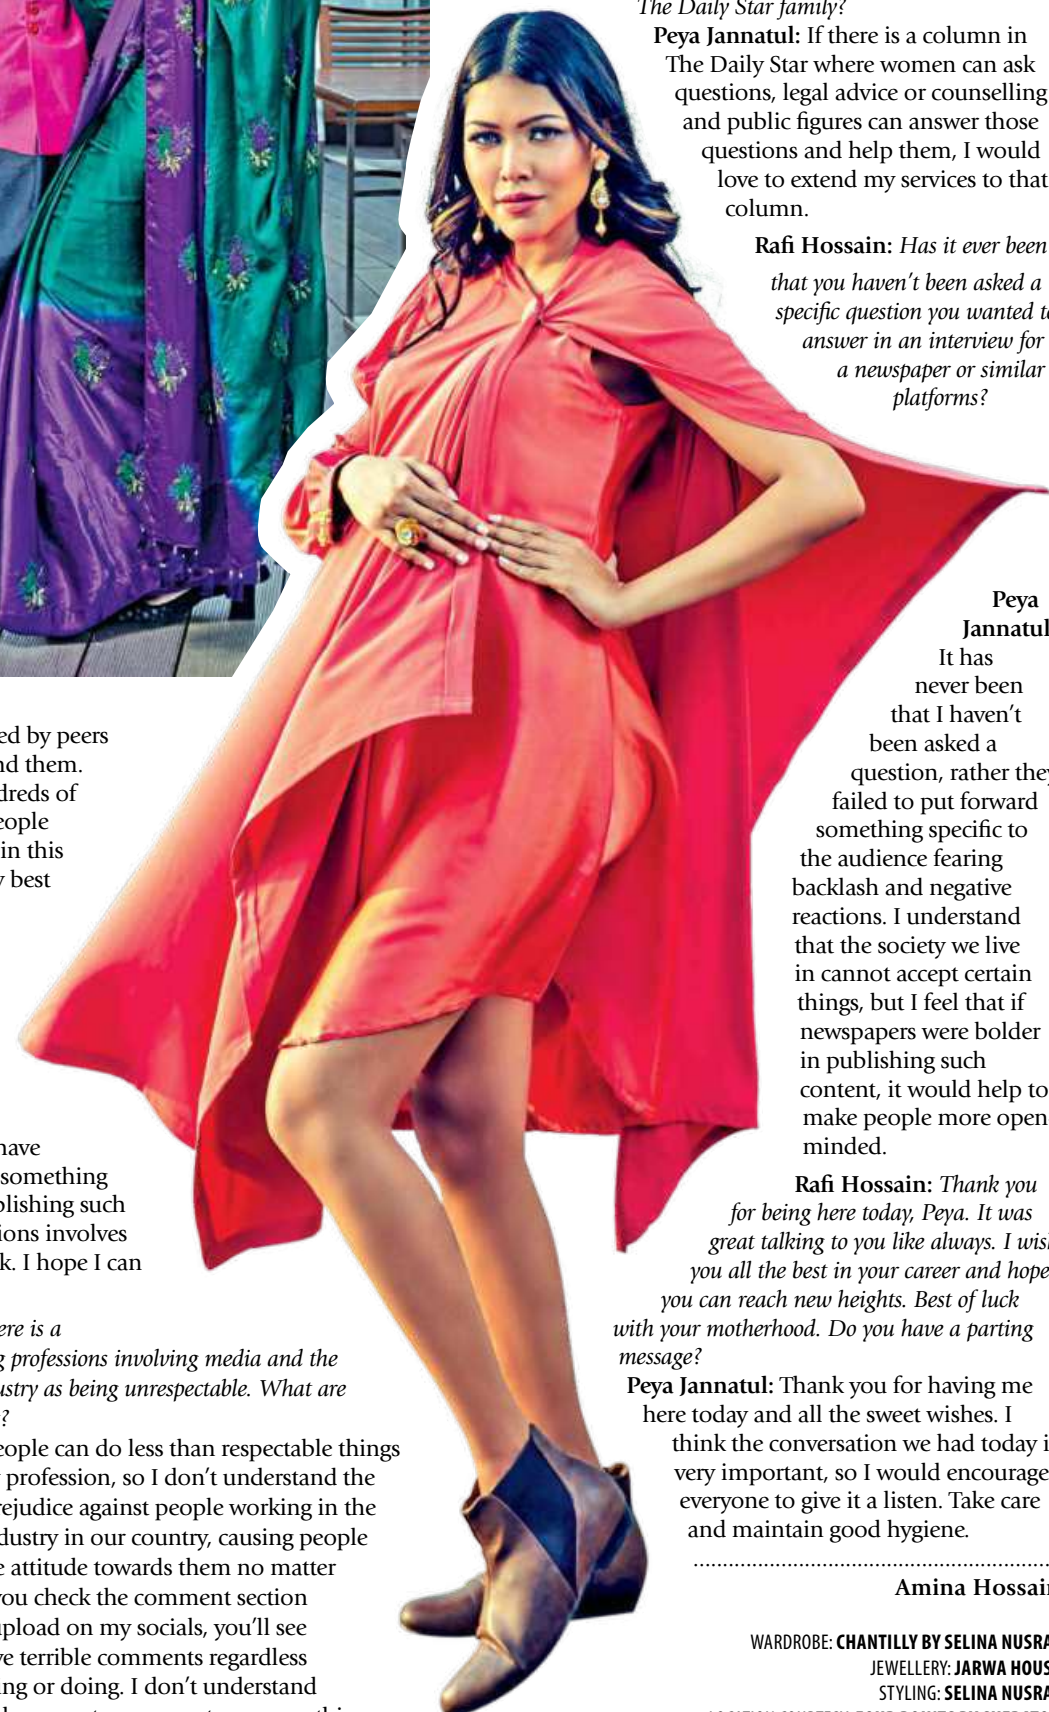 ed by peers
nd them.
dreds of
eople
in this
best
have
something
blishing such
ions involves
k. I hope I can
ere is a
g professions involving media and the
ustry as being unrespectable. What are
?
eople can do less than respectable things
profession, so I don't understand the
rejudice against people working in the
dustry in our country, causing people
e attitude towards them no matter
you check the comment section
upload on my socials, you'll see
ve terrible comments regardless
ing or doing. I don't understand
The Daily Star family?
Peya Jannatul: If there is a column in
The Daily Star where women can ask
questions, legal advice or counselling
and public figures can answer those
questions and help them, I would
love to extend my services to that
column.
Rafi Hossain: Has it ever been
that you haven't been asked a
specific question you wanted t
answer in an interview for
a newspaper or similar
platforms?
Peya
Jannatul
It has
never been
that I haven't
been asked a
question, rather they
failed to put forward
something specific to
the audience fearing
backlash and negative
reactions. I understand
that the society we live
in cannot accept certain
things, but I feel that if
newspapers were bolder
in publishing such
content, it would help to
make people more open
minded.
Rafi Hossain: Thank you
for being here today, Peya. It was
great talking to you like always. I wish
you all the best in your career and hope
you can reach new heights. Best of luck
with your motherhood. Do you have a parting
message?
Peya Jannatul: Thank you for having me
here today and all the sweet wishes. I
think the conversation we had today i
very important, so I would encourage
everyone to give it a listen. Take care
and maintain good hygiene.
Amina Hossai
WARDROBE: CHANTILLY BY SELINA NUSRA
JEWELLERY: JARWA HOUS
STYLING: SELINA NUSRA